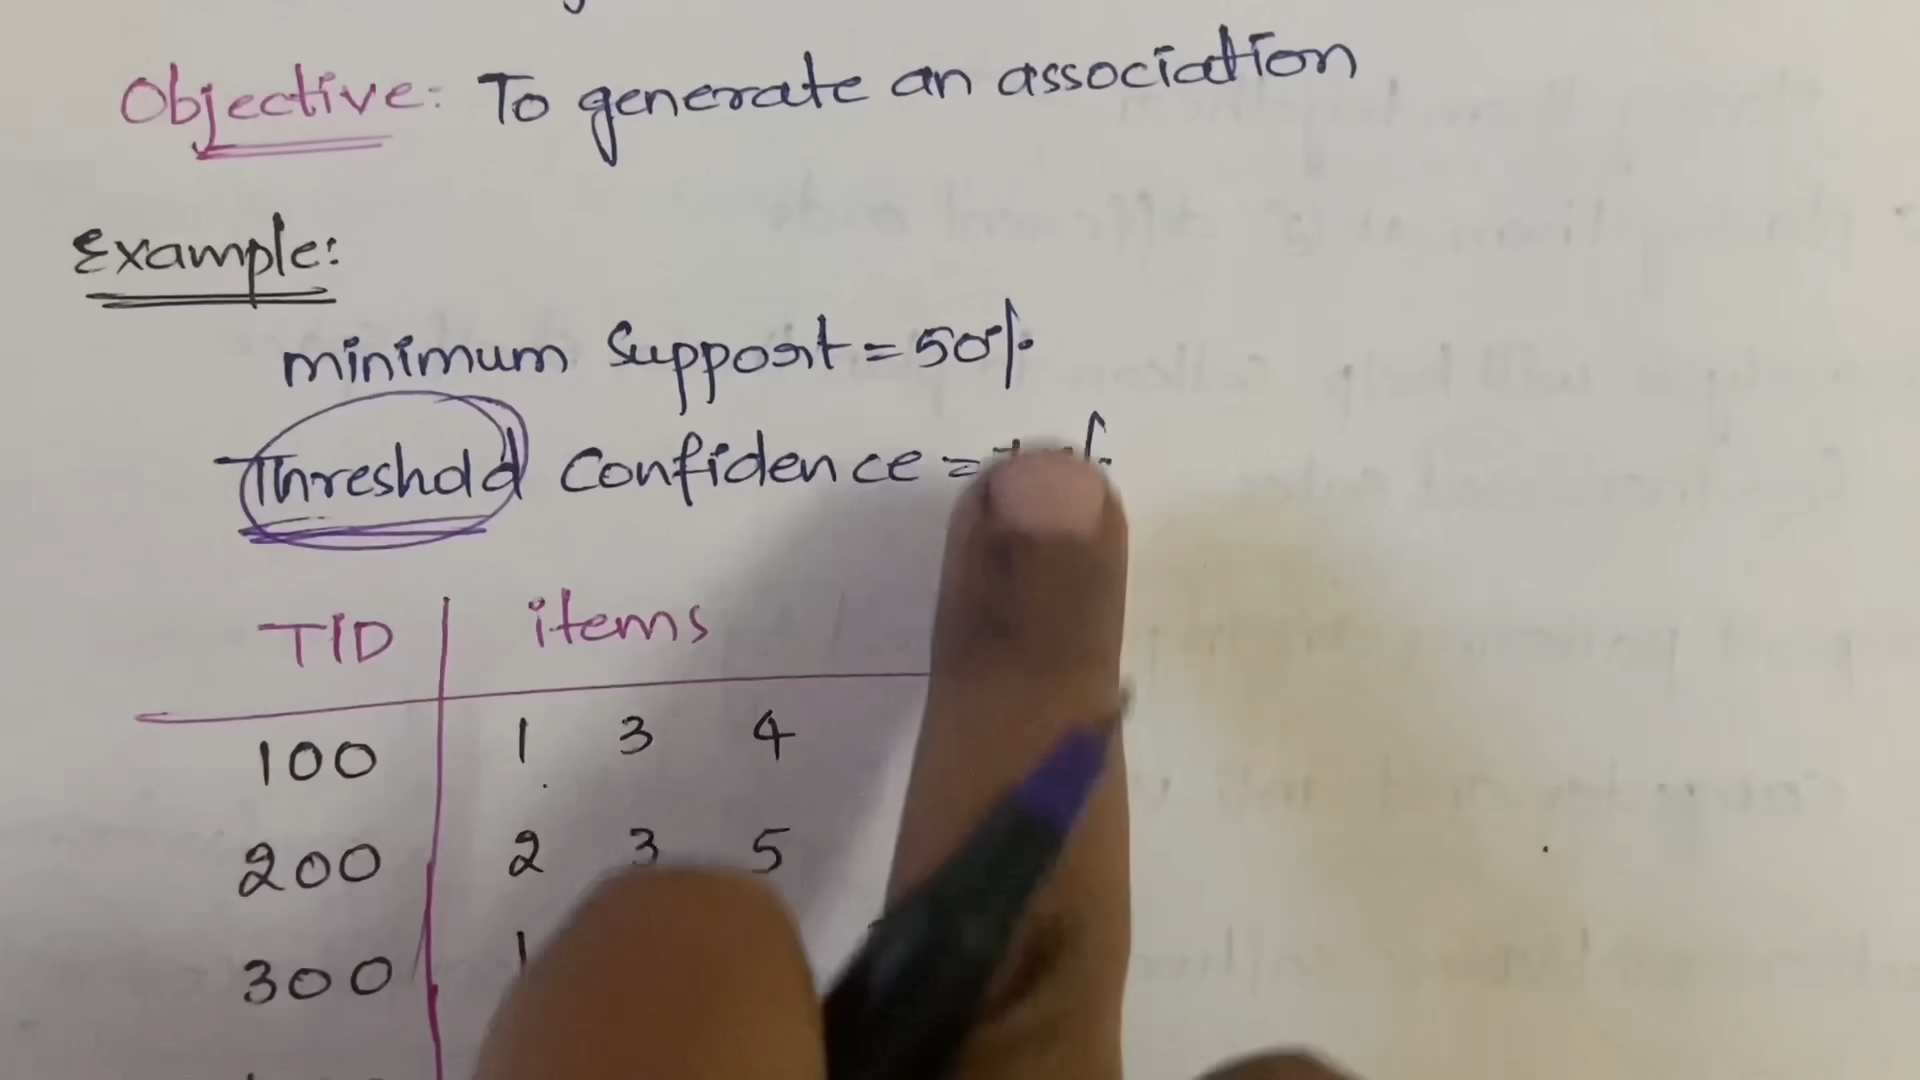 Objective: To generate an association
Example:
minimum Support = 50%
Threshold Confidence =
TID items
100 1 3 4
200 2 3 5
300 1